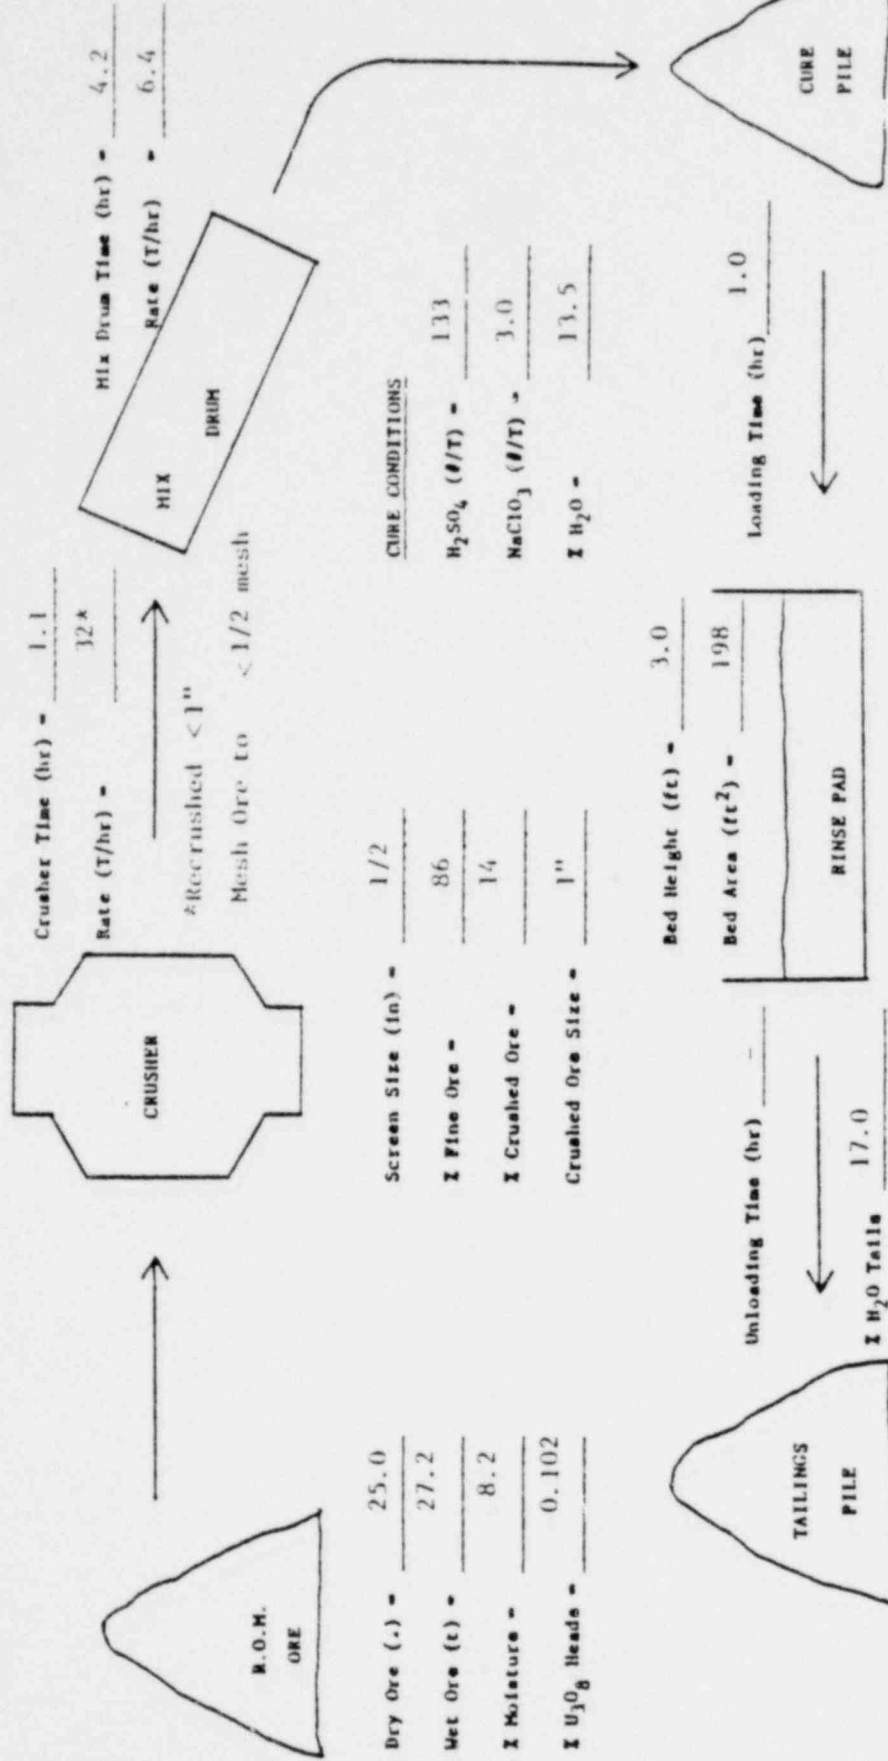 R.O.M.
ORE
CRUSHER
Crusher Time (hr) = 1.1
Rate (T/hr) = 32*
*Recrushed <1"
Mesh Ore to <1/2 mesh
MIX
DRUM
Mix Drum Time (hr) = 4.2
Rate (T/hr) = 6.4
Dry Ore (.) = 25.0
Wet Ore (t) = 27.2
% Moisture = 8.2
% U3O8 Heads = 0.102
Screen Size (in) = 1/2
% Fine Ore = 86
% Crushed Ore = 14
Crushed Ore Size = 1"
CURE CONDITIONS
H2SO4 (#/T) = 133
NaClO3 (#/T) = 3.0
% H2O = 13.5
TAILINGS
PILE
Unloading Time (hr)
% H2O Tails 17.0
Bed Height (ft) = 3.0
Bed Area (ft²) = 198
RINSE PAD
Loading Time (hr) 1.0
CURE
PILE